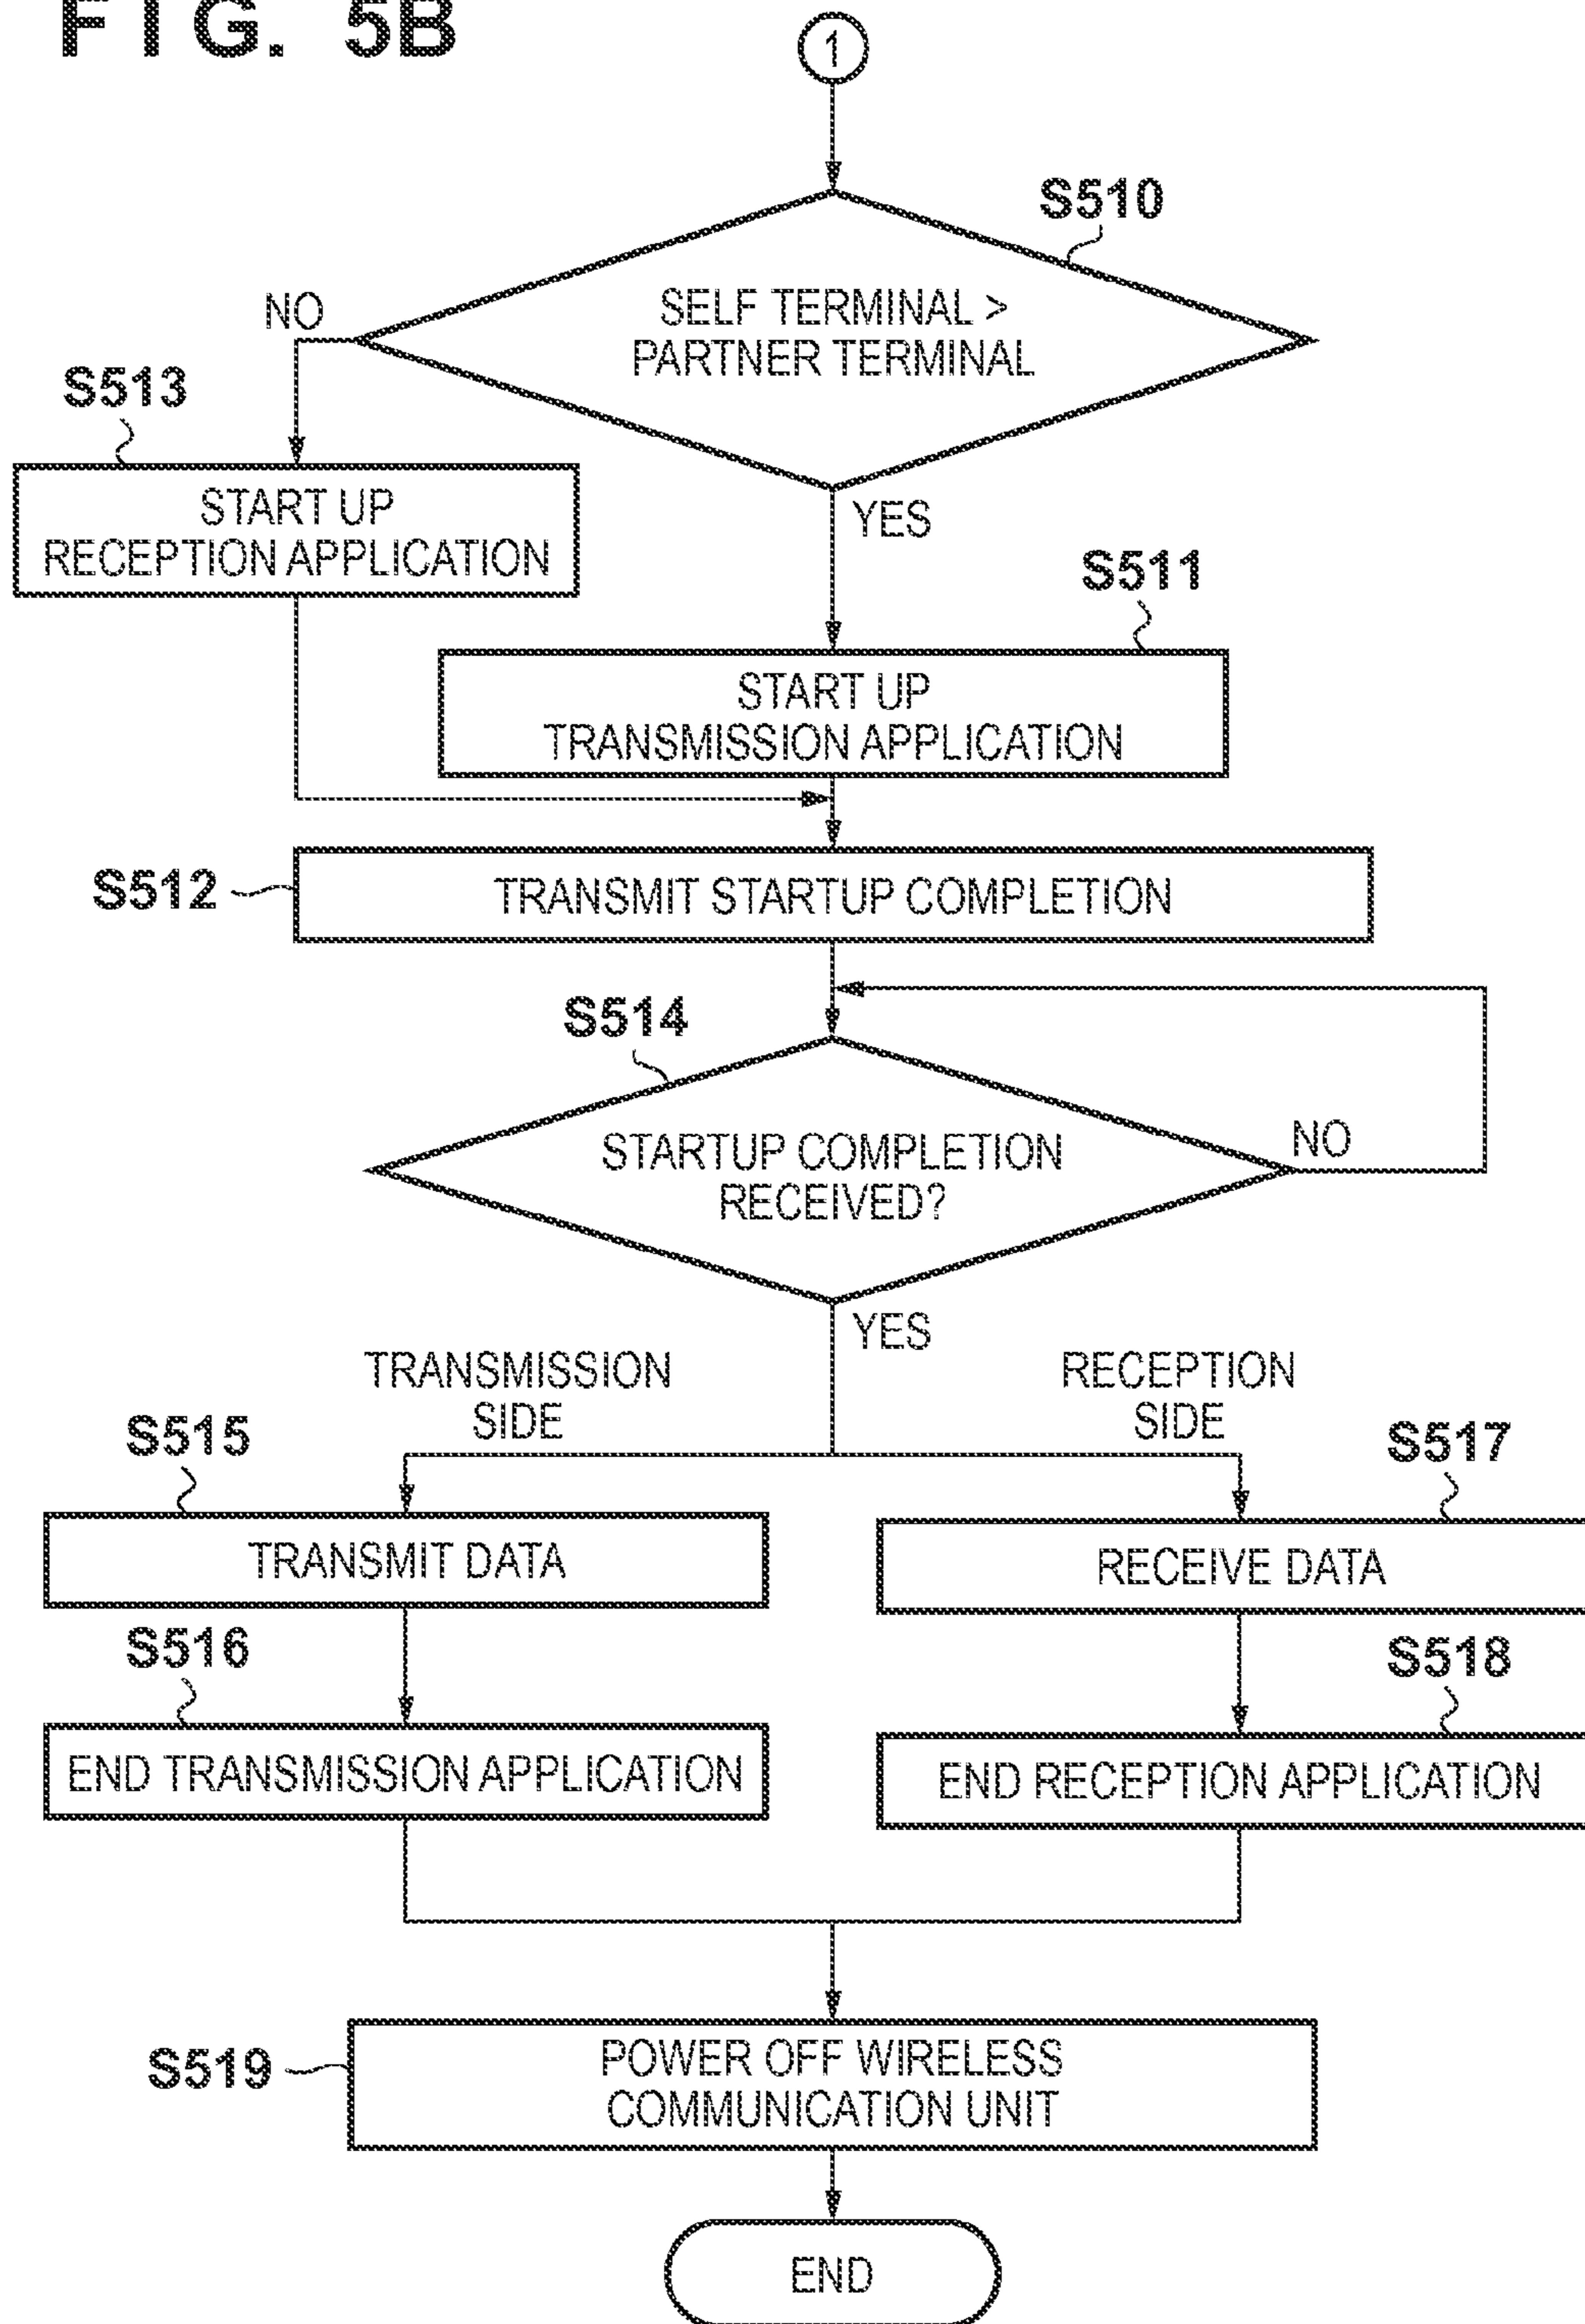 FIG. 5B
1
S510
SELF TERMINAL >
PARTNER TERMINAL
NO
YES
S513
START UP
RECEPTION APPLICATION
S511
START UP
TRANSMISSION APPLICATION
S512
TRANSMIT STARTUP COMPLETION
S514
STARTUP COMPLETION
RECEIVED?
NO
YES
TRANSMISSION
SIDE
RECEPTION
SIDE
S515
TRANSMIT DATA
S517
RECEIVE DATA
S516
END TRANSMISSION APPLICATION
S518
END RECEPTION APPLICATION
S519
POWER OFF WIRELESS
COMMUNICATION UNIT
END